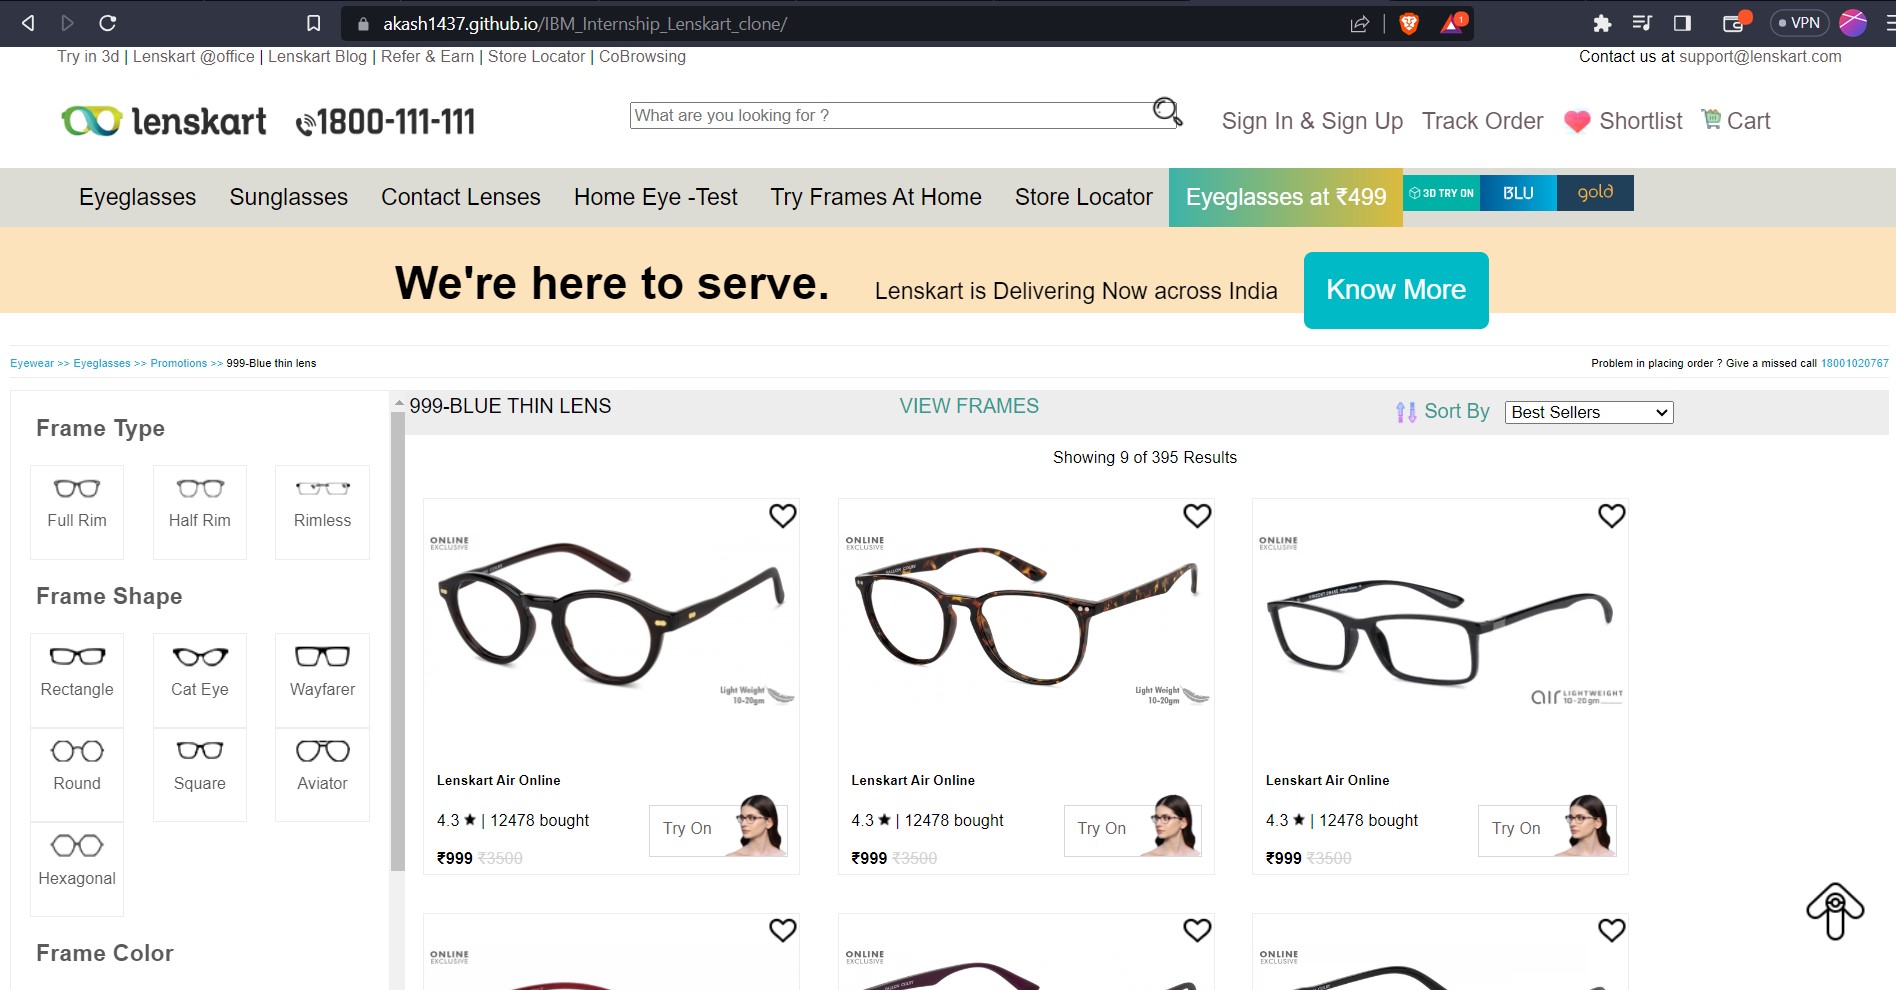 akash1437.github.io/IBM_Internship_Lenskart_clone/
1
VPN
Try in 3d | Lenskart @office | Lenskart Blog | Refer & Earn | Store Locator | CoBrowsing
Contact us at support@lenskart.com
lenskart
1800-111-111
What are you looking for ?
Sign In & Sign Up
Track Order
Shortlist
Cart
Eyeglasses
Sunglasses
Contact Lenses
Home Eye -Test
Try Frames At Home
Store Locator
Eyeglasses at ₹499
3D TRY ON
BLU
gold
We're here to serve.
Lenskart is Delivering Now across India
Know More
Eyewear >> Eyeglasses >> Promotions >> 999-Blue thin lens
Problem in placing order ? Give a missed call 18001020767
Frame Type
Full Rim
Half Rim
Rimless
Frame Shape
Rectangle
Cat Eye
Wayfarer
Round
Square
Aviator
Hexagonal
Frame Color
999-BLUE THIN LENS
VIEW FRAMES
Sort By
Best Sellers
Showing 9 of 395 Results
ONLINE
EXCLUSIVE
Light Weight
10-20gm
Lenskart Air Online
4.3 ★ | 12478 bought
Try On
₹999 ₹3500
ONLINE
EXCLUSIVE
Light Weight
10-20gm
Lenskart Air Online
4.3 ★ | 12478 bought
Try On
₹999 ₹3500
ONLINE
EXCLUSIVE
air LIGHTWEIGHT
10-20 gm
Lenskart Air Online
4.3 ★ | 12478 bought
Try On
₹999 ₹3500
ONLINE
EXCLUSIVE
ONLINE
EXCLUSIVE
ONLINE
EXCLUSIVE